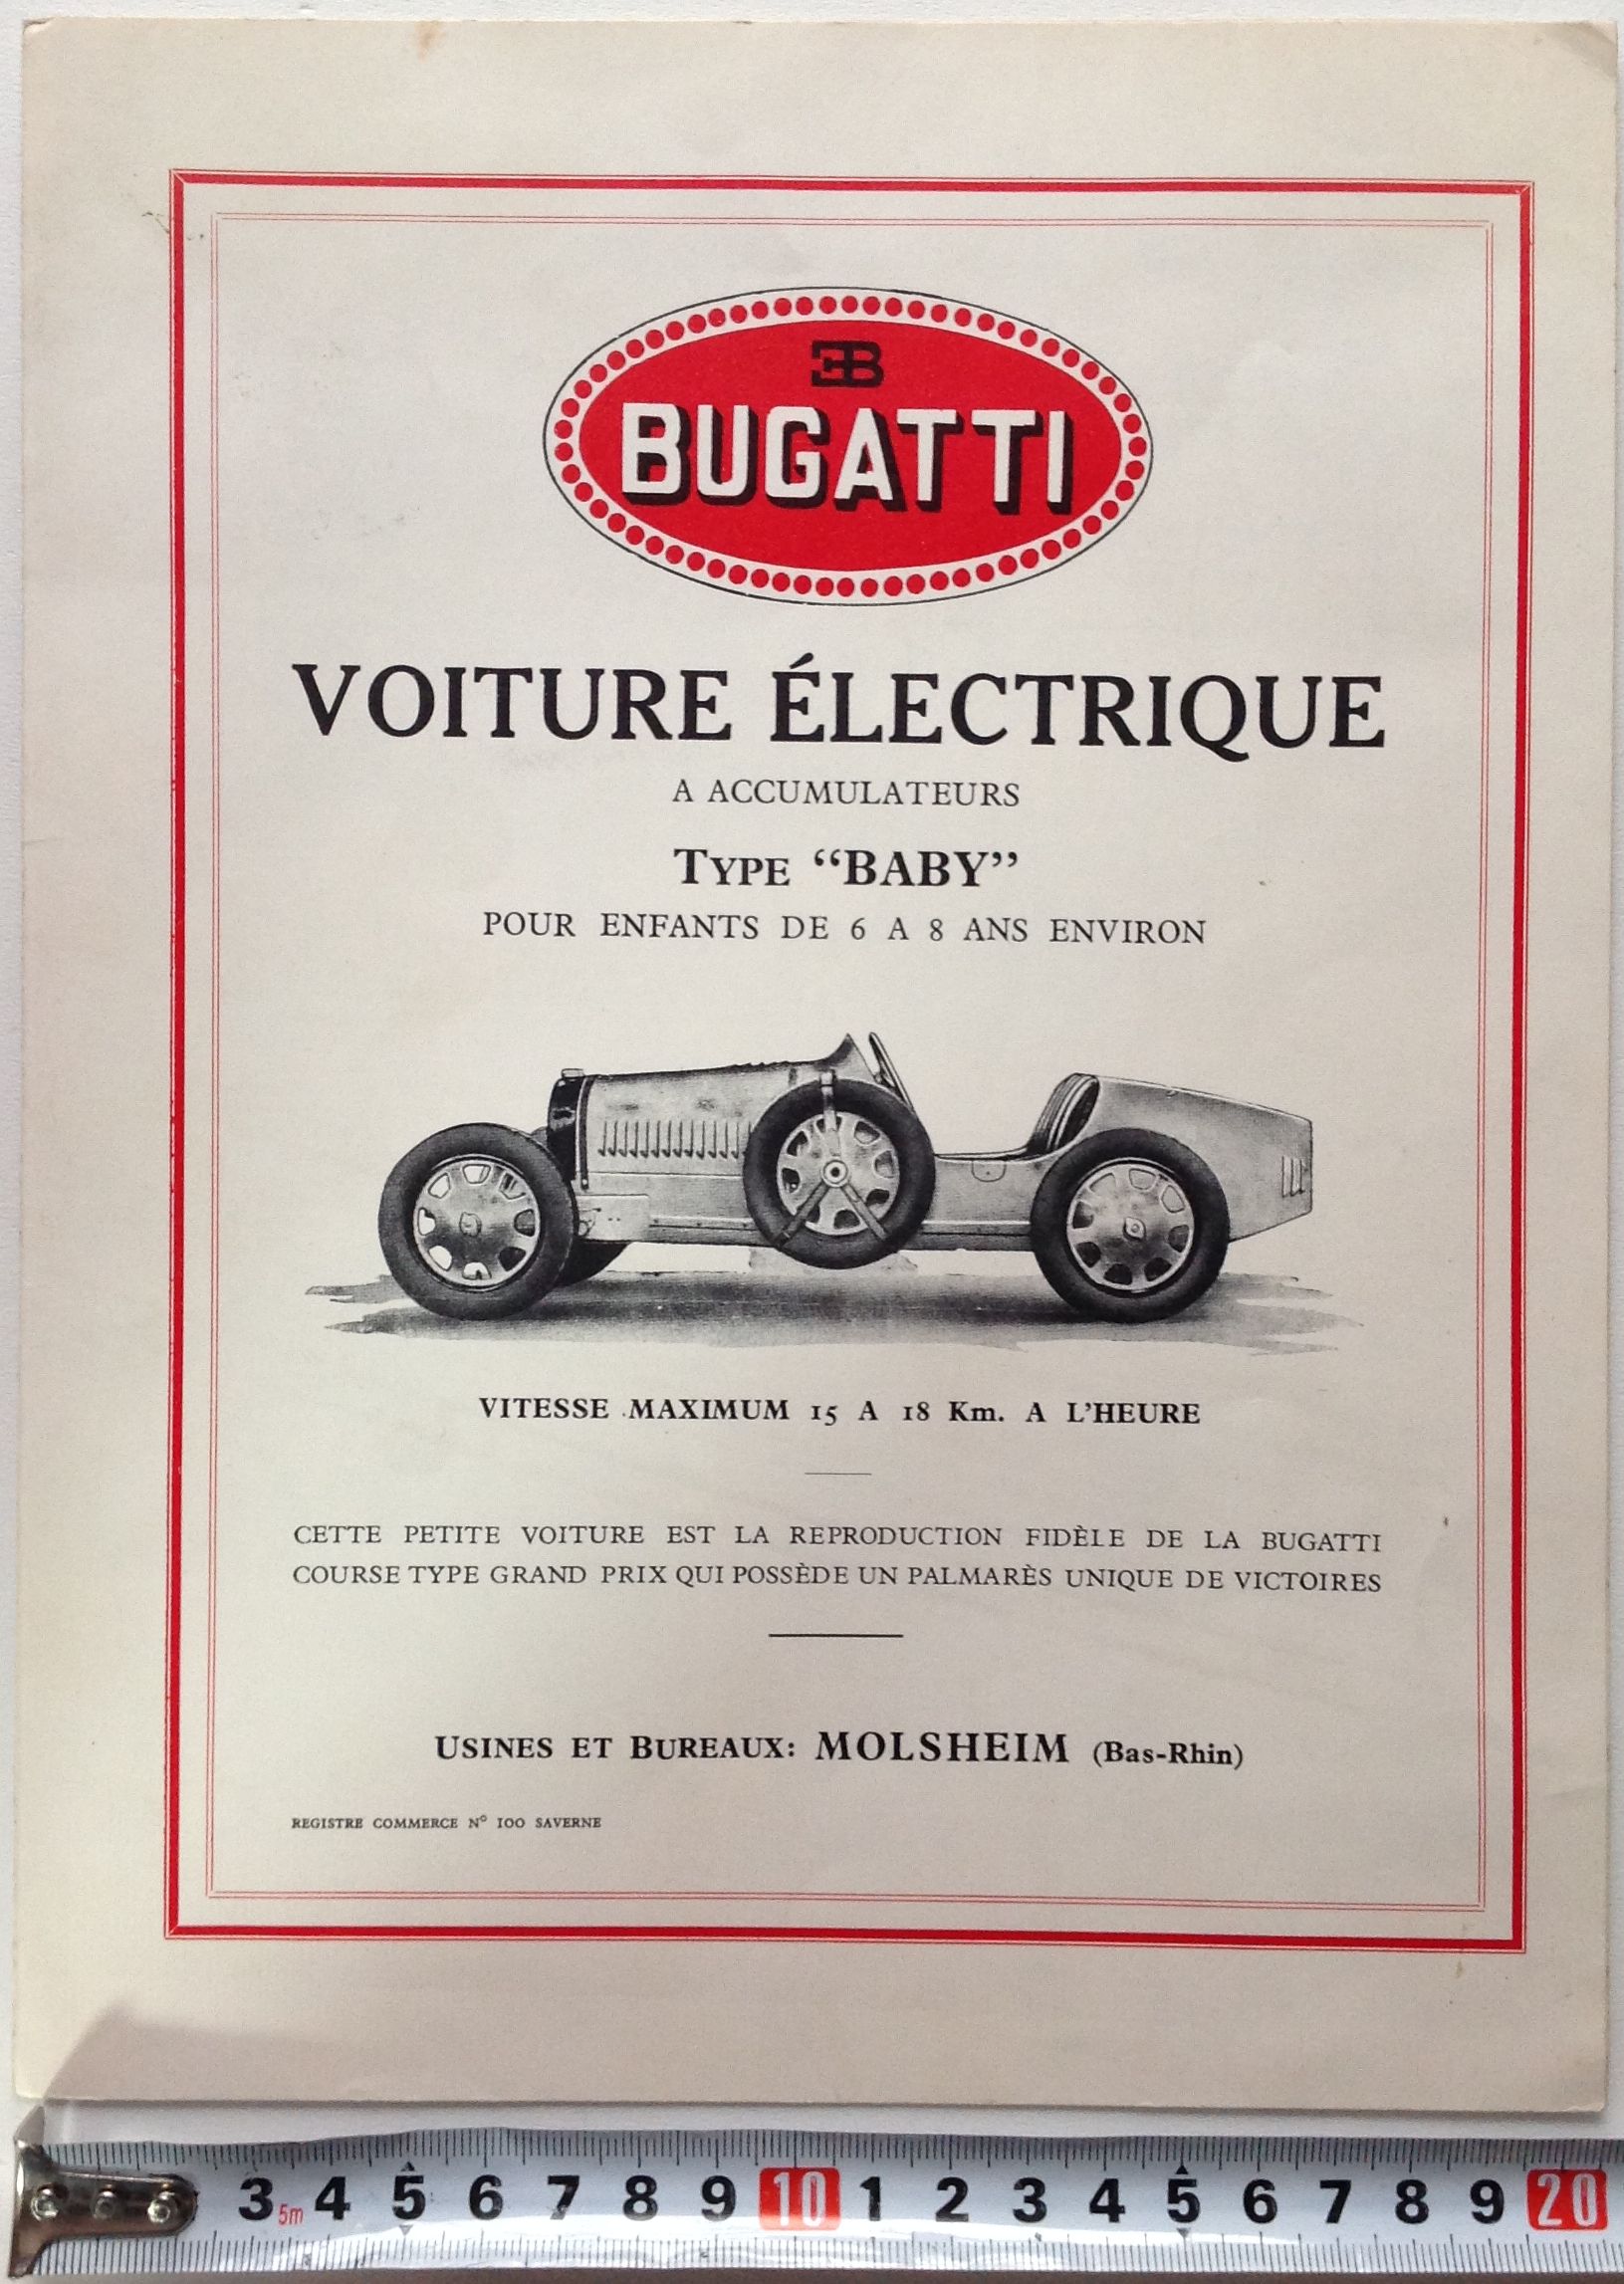 EB
BUGATTI
VOITURE ÉLECTRIQUE
A ACCUMULATEURS
TYPE “BABY”
POUR ENFANTS DE 6 A 8 ANS ENVIRON
VITESSE MAXIMUM 15 A 18 Km. A L'HEURE
CETTE PETITE VOITURE EST LA REPRODUCTION FIDÈLE DE LA BUGATTI
COURSE TYPE GRAND PRIX QUI POSSÈDE UN PALMARÈS UNIQUE DE VICTOIRES
USINES ET BUREAUX: MOLSHEIM (Bas-Rhin)
REGISTRE COMMERCE N° 100 SAVERNE
3 5m 4 5 6 7 8 9 10 1 2 3 4 5 6 7 8 9 20